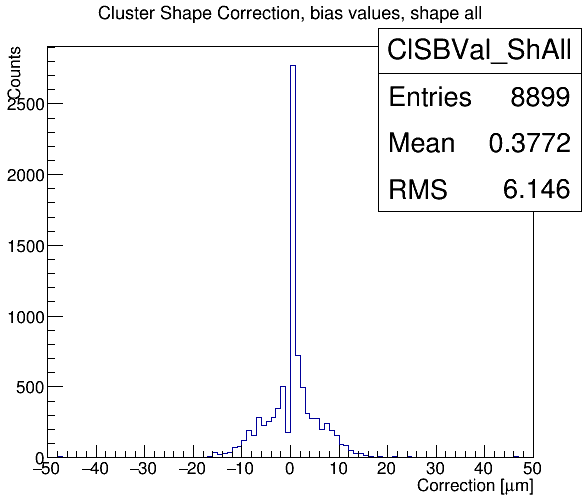 Cluster Shape Correction, bias values, shape all
ClSBVal_ShAll
Entries 8899
Mean 0.3772
RMS 6.146
Counts
2500
2000
1500
1000
500
0
−50 −40 −30 −20 −10 0 10 20 30 40 50
Correction [μm]